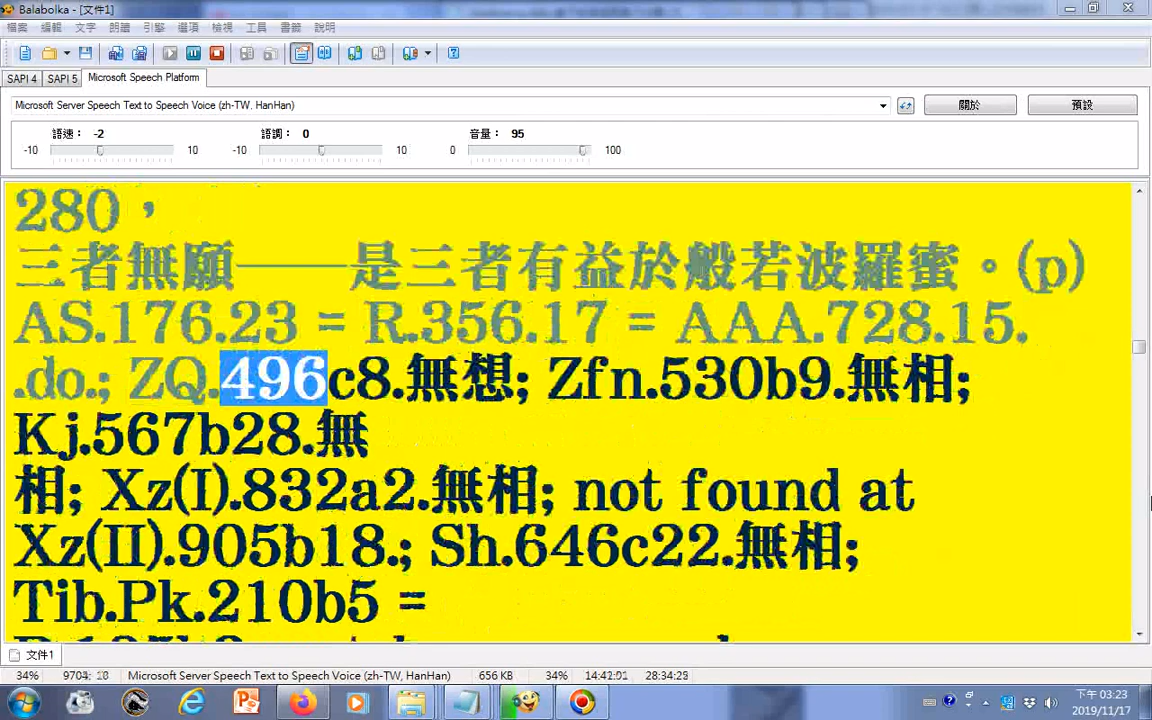 Balabolka - [文件1]
檔案 編輯 文字 朗讀 引擎 選項 檢視 工具 書籤 說明
SAPI 4 SAPI 5 Microsoft Speech Platform
Microsoft Server Speech Text to Speech Voice (zh-TW, HanHan)
關於 預設
語速： -2 語調： 0 音量： 95
-10 10 -10 10 0 100
280，
三者無願──是三者有益於般若波羅蜜。(p)
AS.176.23 = R.356.17 = AAA.728.15.
.do.; ZQ.496c8.無想; Zfn.530b9.無相;
Kj.567b28.無
相; Xz(I).832a2.無相; not found at
Xz(II).905b18.; Sh.646c22.無相;
Tib.Pk.210b5 =
文件1
34% 9704: 18 Microsoft Server Speech Text to Speech Voice (zh-TW, HanHan) 656 KB 34% 14:42:01 28:34:23
下午 03:23
2019/11/17